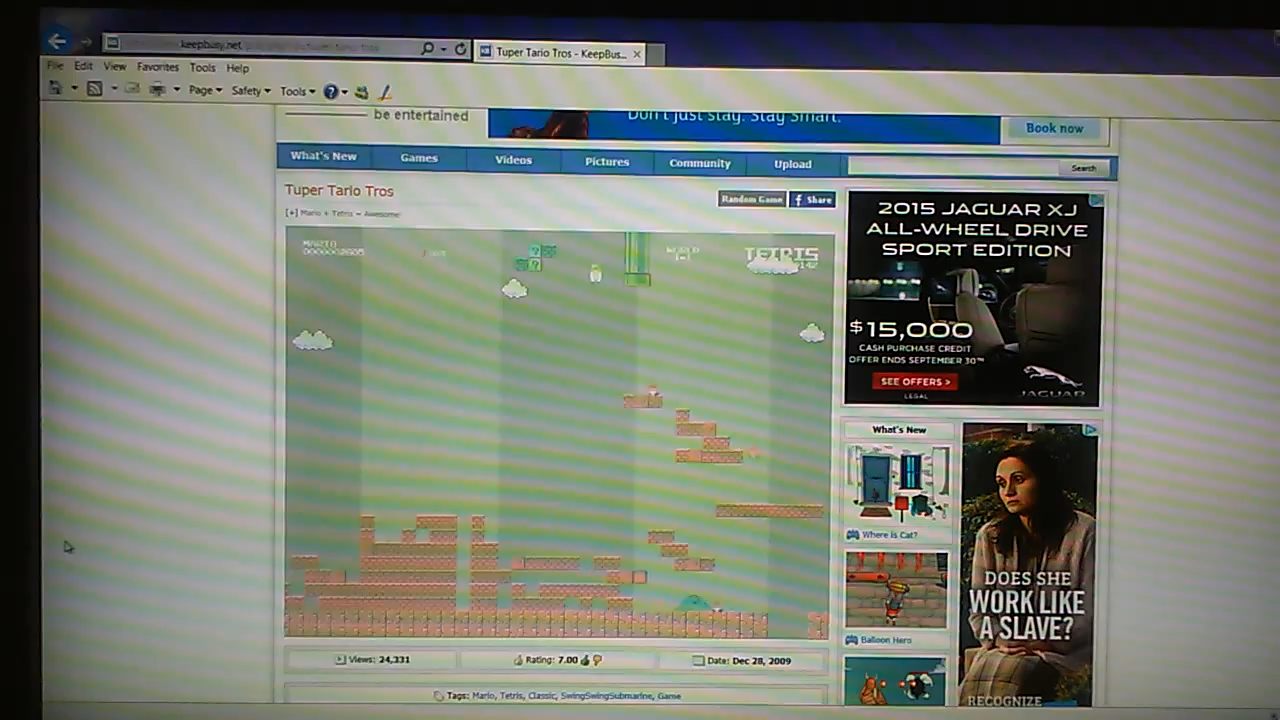 keepbusy.net
Tuper Tario Tros - KeepBus...
File Edit View Favorites Tools Help
Page Safety Tools
be entertained
Don't just stay. Stay Smart.
Book now
What's New Games Videos Pictures Community Upload
Search
Tuper Tario Tros
Random Game
Share
[+] Mario + Tetris = Awesome!
MARIO
WORLD
TETRIS
2015 JAGUAR XJ
ALL-WHEEL DRIVE
SPORT EDITION
$15,000
CASH PURCHASE CREDIT
OFFER ENDS SEPTEMBER 30TH
SEE OFFERS >
LEGAL
JAGUAR
What's New
Where is Cat?
Balloon Hero
DOES SHE
WORK LIKE
A SLAVE?
RECOGNIZE
Views: 24,331
Rating: 7.00
Date: Dec 28, 2009
Tags: Mario, Tetris, Classic, SwingSwingSubmarine, Game